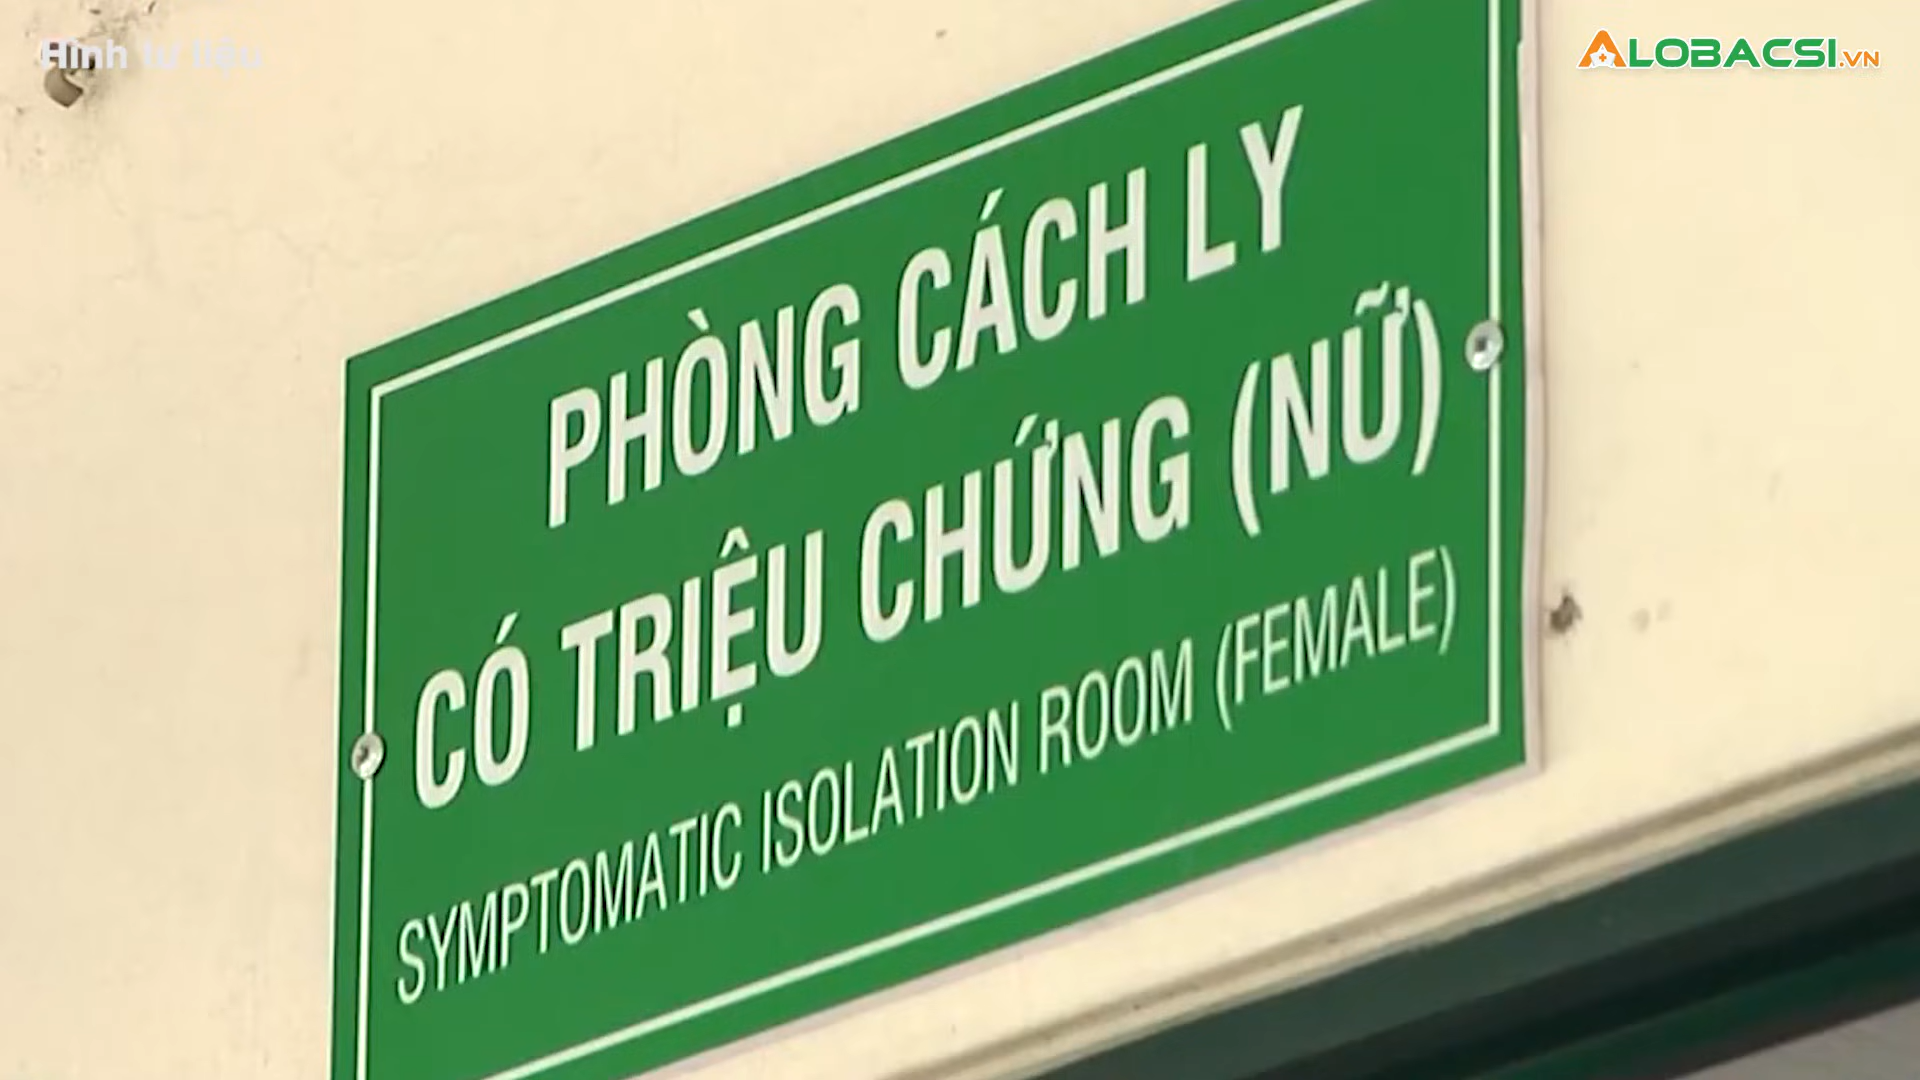 Hình tư liệu
ALOBACSI.VN
PHÒNG CÁCH LY
CÓ TRIỆU CHỨNG (NỮ)
SYMPTOMATIC ISOLATION ROOM (FEMALE)